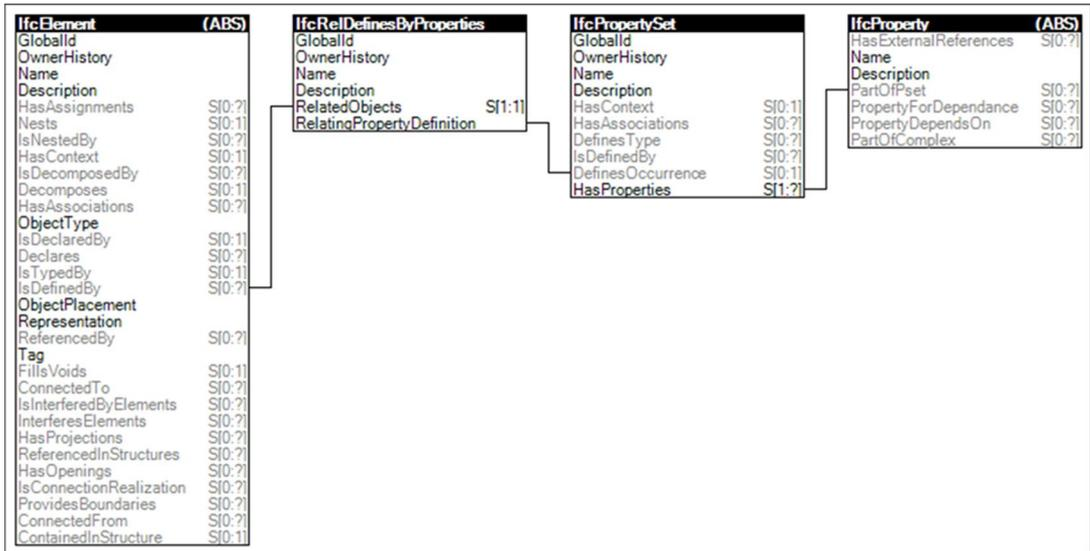 IfcElement (ABS)
GlobalId
OwnerHistory
Name
Description
HasAssignments S[0:?]
Nests S[0:1]
IsNestedBy S[0:?]
HasContext S[0:1]
IsDecomposedBy S[0:?]
Decomposes S[0:1]
HasAssociations S[0:?]
ObjectType
IsDeclaredBy S[0:1]
Declares S[0:?]
IsTypedBy S[0:1]
IsDefinedBy S[0:?]
ObjectPlacement
Representation
ReferencedBy S[0:?]
Tag
FillsVoids S[0:1]
ConnectedTo S[0:?]
IsInterferedByElements S[0:?]
InterferesElements S[0:?]
HasProjections S[0:?]
ReferencedInStructures S[0:?]
HasOpenings S[0:?]
IsConnectionRealization S[0:?]
ProvidesBoundaries S[0:?]
ConnectedFrom S[0:?]
ContainedInStructure S[0:1]
IfcRelDefinesByProperties
GlobalId
OwnerHistory
Name
Description
RelatedObjects S[1:1]
RelatingPropertyDefinition
IfcPropertySet
GlobalId
OwnerHistory
Name
Description
HasContext S[0:1]
HasAssociations S[0:?]
DefinesType S[0:?]
IsDefinedBy S[0:?]
DefinesOccurrence S[0:1]
HasProperties S[1:?]
IfcProperty (ABS)
HasExternalReferences S[0:?]
Name
Description
PartOfPset S[0:?]
PropertyForDependance S[0:?]
PropertyDependsOn S[0:?]
PartOfComplex S[0:?]